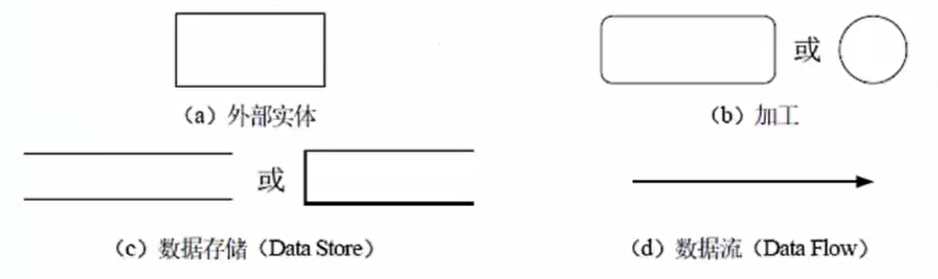 或
（a）外部实体
（b）加工
或
（c）数据存储（Data Store）
（d）数据流（Data Flow）